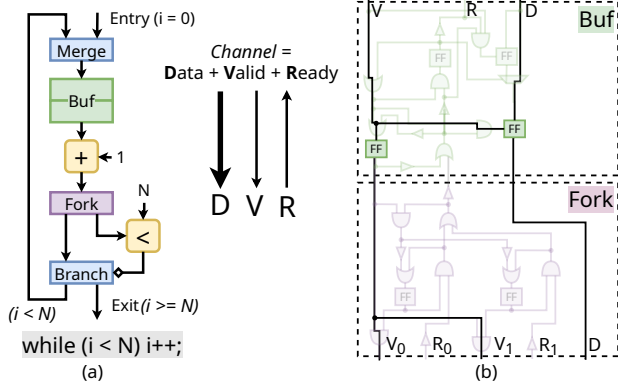 Entry (i = 0)
Merge
Buf
+
1
Fork
N
<
Branch
(i < N)
Exit(i >= N)
while (i < N) i++;
(a)
Channel =
Data + Valid + Ready
D V R
V R D
Buf
FF
FF
FF
FF
Fork
FF
FF
V0 R0 V1 R1 D
(b)